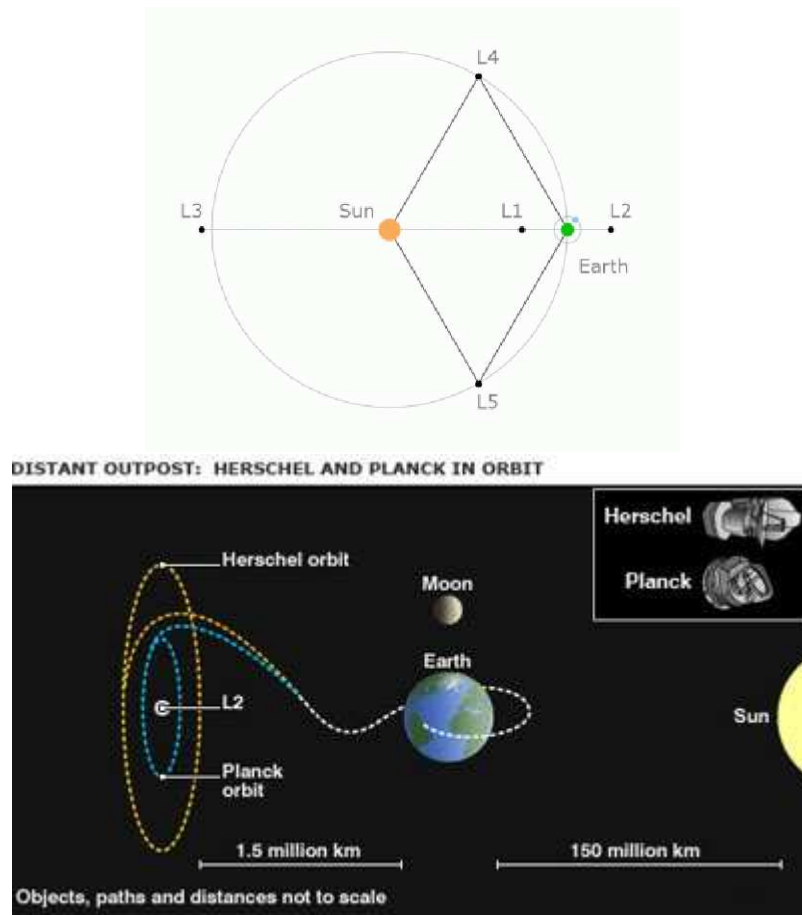 L4
L3
Sun
L1
L2
Earth
L5
DISTANT OUTPOST: HERSCHEL AND PLANCK IN ORBIT
Herschel
Planck
Herschel orbit
Moon
Earth
L2
Sun
Planck
orbit
1.5 million km
150 million km
Objects, paths and distances not to scale